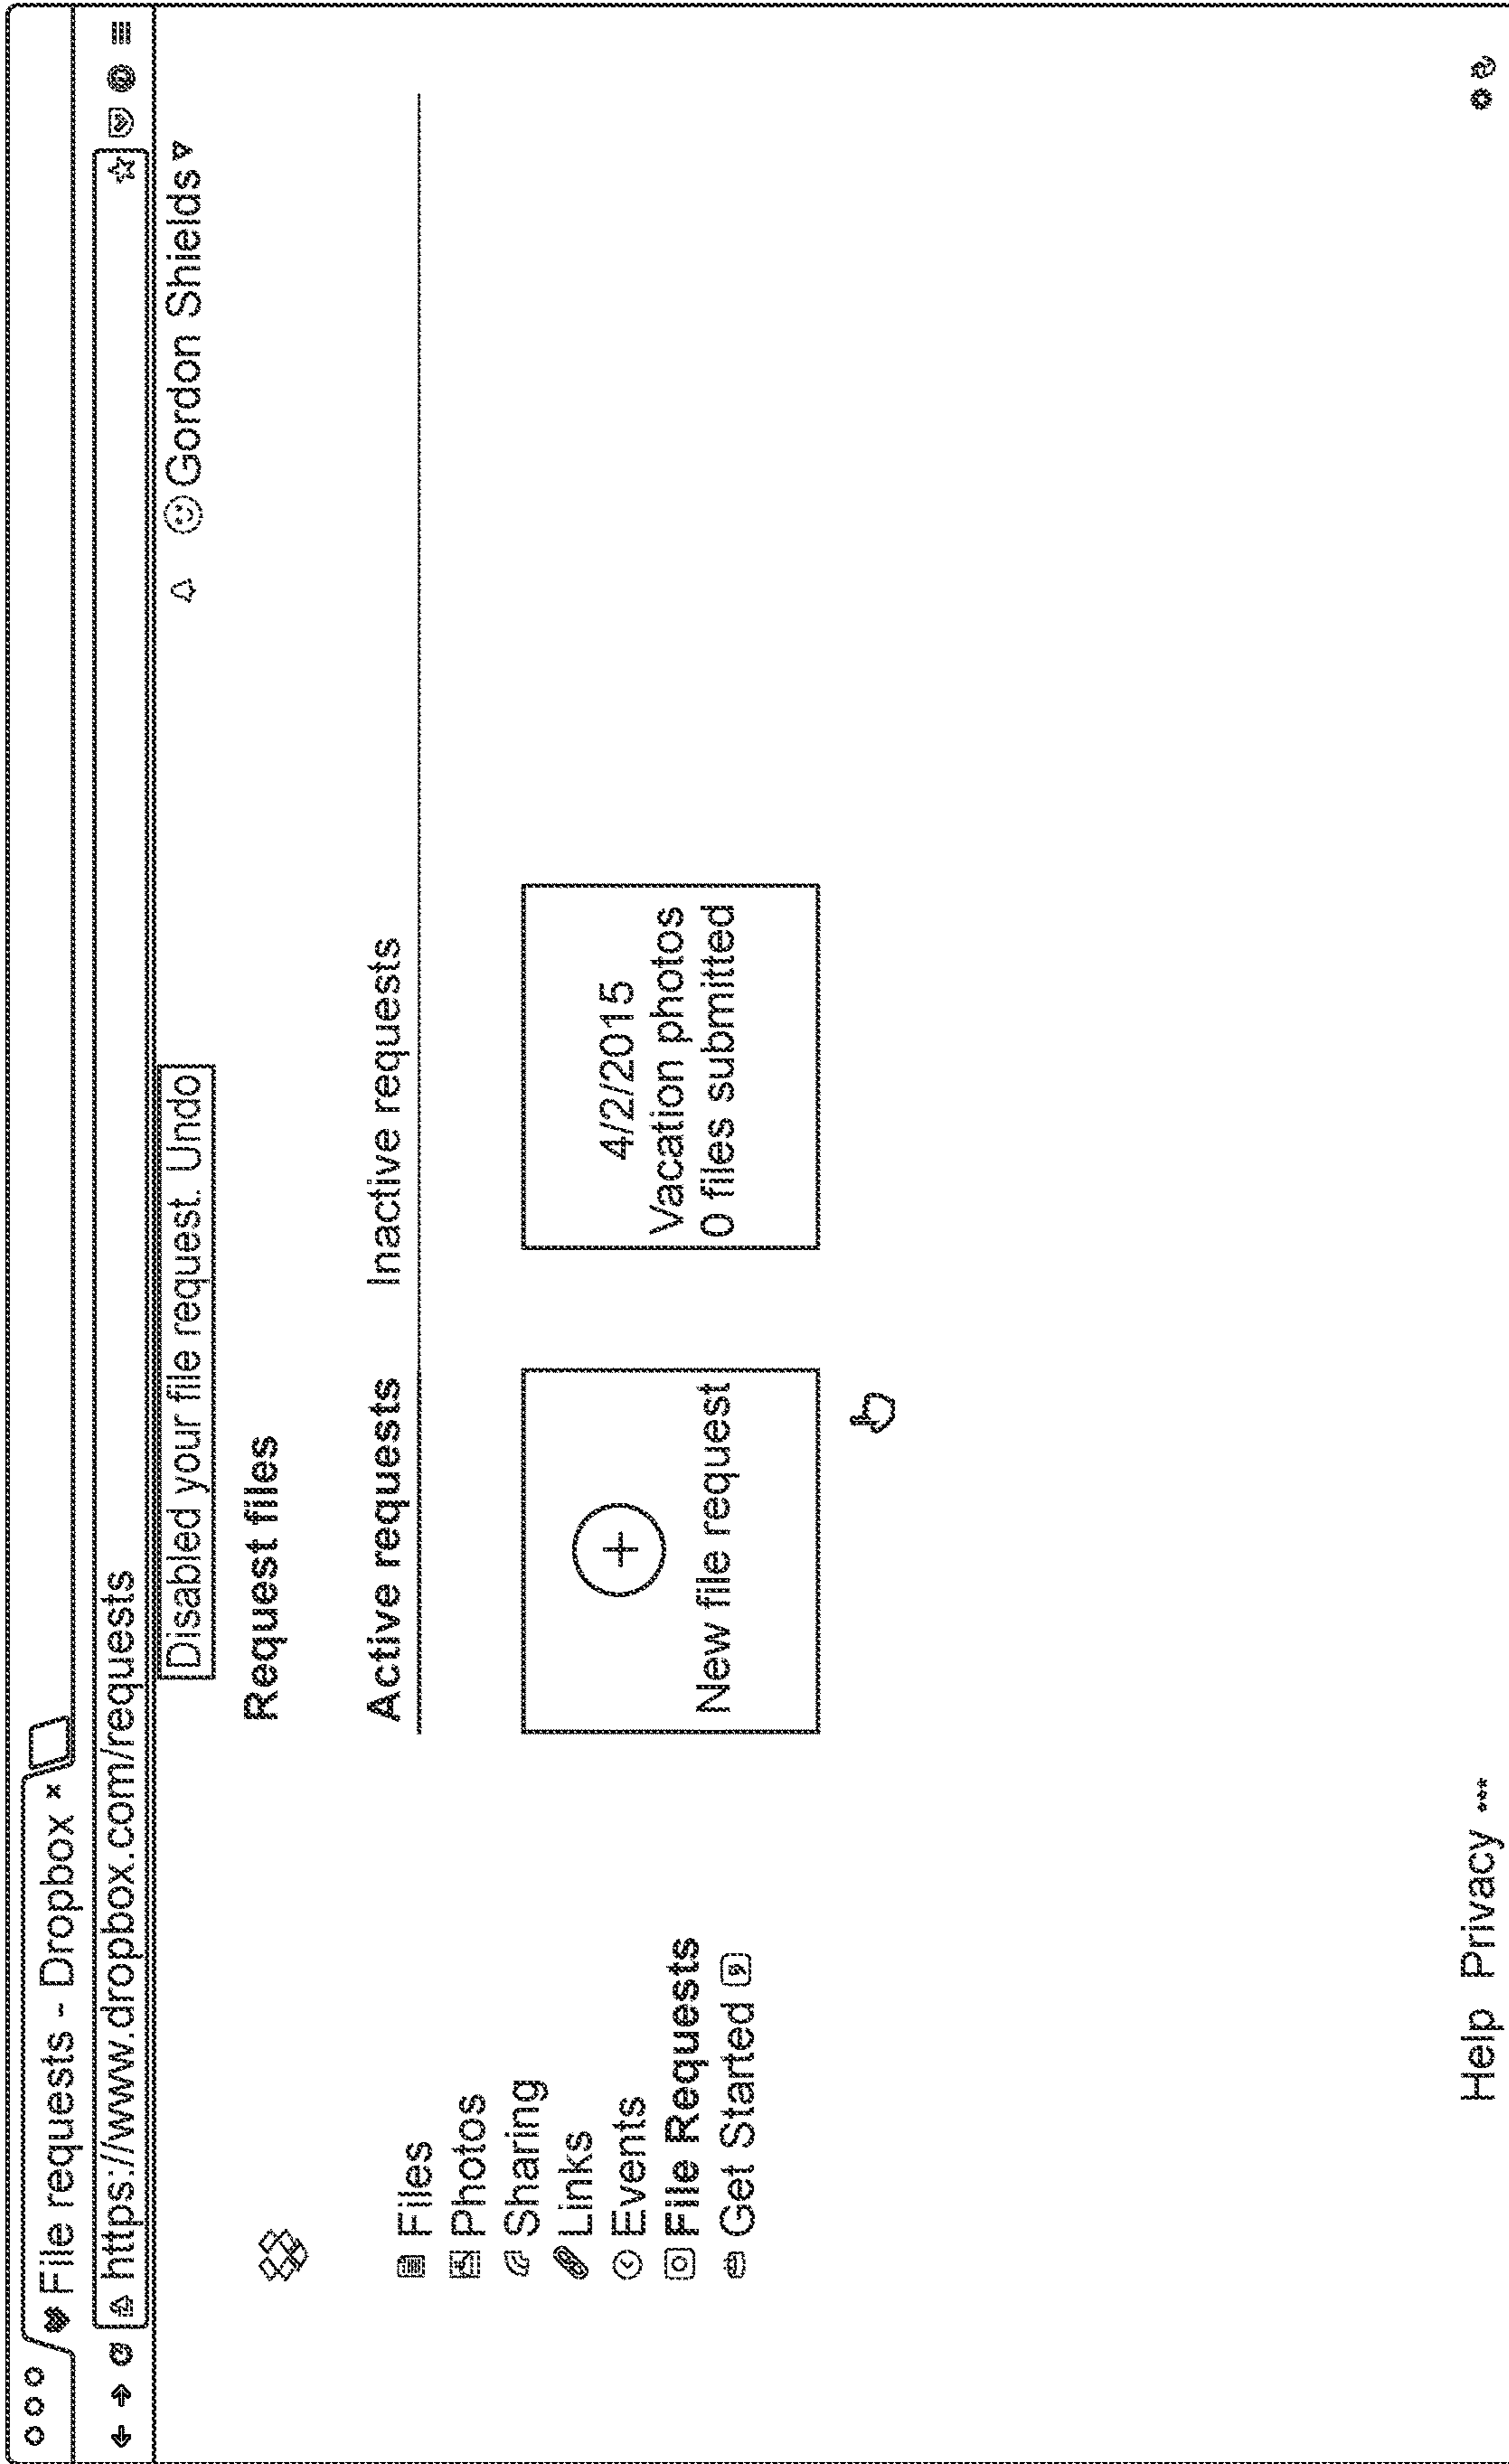 File requests - Dropbox
https://www.dropbox.com/requests
Disabled your file request. Undo
Gordon Shields
Request files
Active requests
Inactive requests
Files
Photos
Sharing
Links
Events
File Requests
Get Started
New file request
4/2/2015
Vacation photos
0 files submitted
Help Privacy